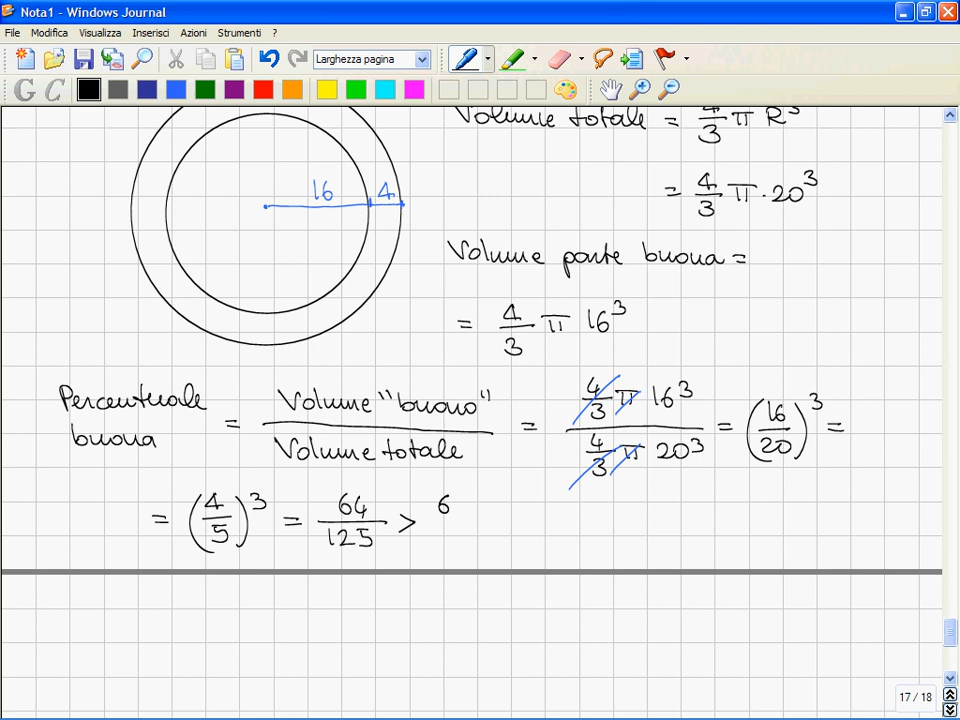 Nota1 - Windows Journal
File Modifica Visualizza Inserisci Azioni Strumenti ?
Larghezza pagina
G C
Volume totale = 4/3 π R³
= 4/3 π · 20³
16 4
Volume parte buona =
= 4/3 π 16³
Percentuale buona = Volume "buono" / Volume totale = 4/3 π 16³ / 4/3 π 20³ = (16/20)³ =
= (4/5)³ = 64/125 > 6
17 / 18